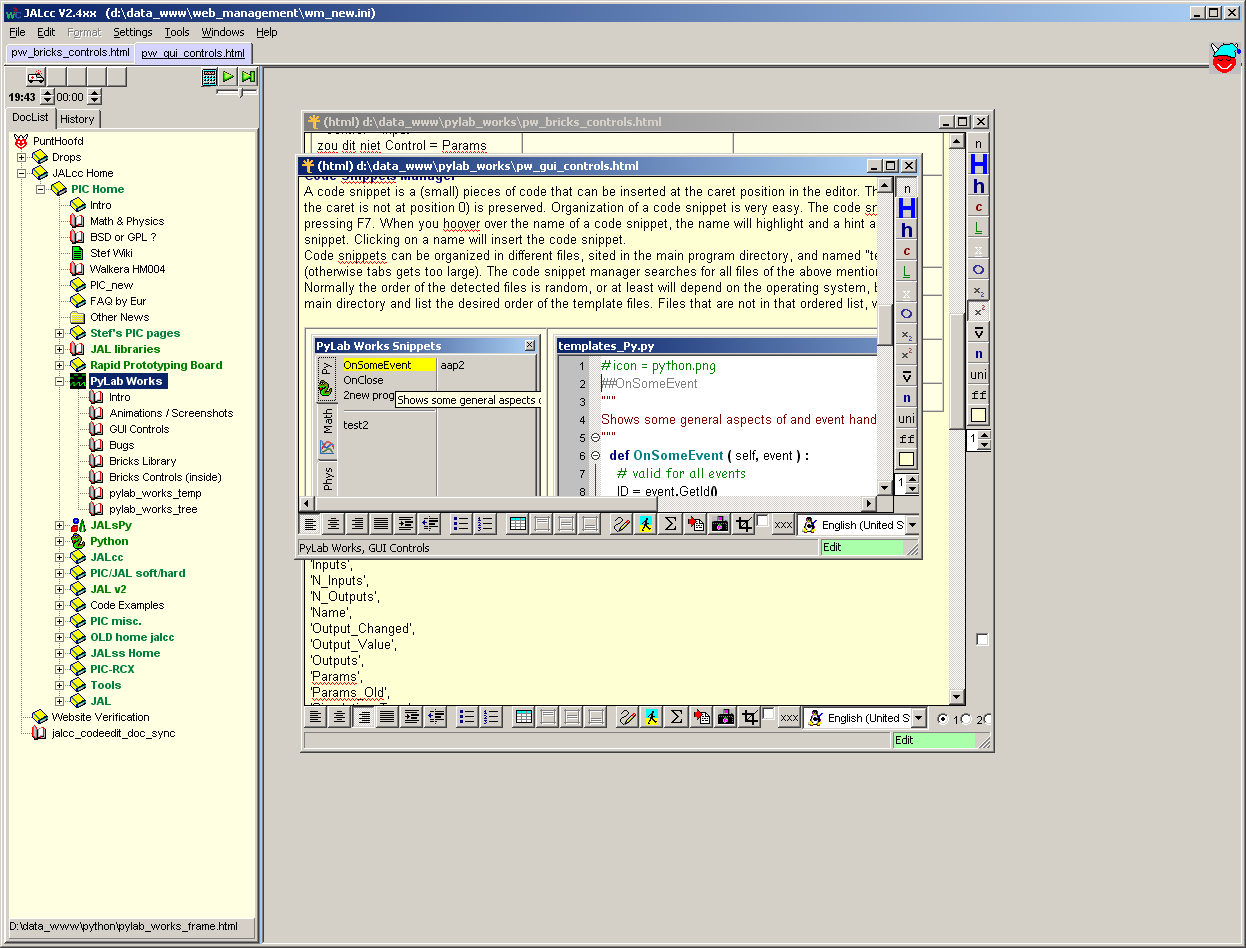 JALcc V2.4xx    (d:\data_www\web_management\wm_new.ini)
File Edit Format Settings Tools Windows Help
pw_bricks_controls.html pw_gui_controls.html
19:43 00:00
DocList History
PuntHoofd
Drops
JALcc Home
PIC Home
Intro
Math & Physics
BSD or GPL ?
Stef Wiki
Walkera HM004
PIC_new
FAQ by Eur
Other News
Stef's PIC pages
JAL libraries
Rapid Prototyping Board
PyLab Works
Intro
Animations / Screenshots
GUI Controls
Bugs
Bricks Library
Bricks Controls (inside)
pylab_works_temp
pylab_works_tree
JALsPy
Python
JALcc
PIC/JAL soft/hard
JAL v2
Code Examples
PIC misc.
OLD home jalcc
JALss Home
PIC-RCX
Tools
JAL
Website Verification
jalcc_codeedit_doc_sync
D:\data_www\python\pylab_works_frame.html
(html) d:\data_www\pylab_works\pw_bricks_controls.html
zou dit niet Control = Params
n
H
h
c
L
x
O
x₂
x²
v
n
uni
ff
1
(html) d:\data_www\pylab_works\pw_gui_controls.html
Code Snippets Manager
A code snippet is a (small) pieces of code that can be inserted at the caret position in the editor. Th
the caret is not at position 0) is preserved. Organization of a code snippet is very easy. The code sn
pressing F7. When you hoover over the name of a code snippet, the name will highlight and a hint a
snippet. Clicking on a name will insert the code snippet.
Code snippets can be organized in different files, sited in the main program directory, and named "te
(otherwise tabs gets too large). The code snippet manager searches for all files of the above mention
Normally the order of the detected files is random, or at least will depend on the operating system, b
main directory and list the desired order of the template files. Files that are not in that ordered list, w
PyLab Works Snippets
Py
Math
Phys
OnSomeEvent aap2
OnClose
2new prog
Shows some general aspects o
test2
templates_Py.py
1 #icon = python.png
2 ##OnSomeEvent
3 """
4 Shows some general aspects of and event hand
5 """
6 def OnSomeEvent ( self, event ) :
7 # valid for all events
8 ID = event.GetId()
n
H
h
c
L
x
O
x₂
x²
v
n
uni
ff
1
xxx English (United S
PyLab Works, GUI Controls Edit
'Inputs',
'N_Inputs',
'N_Outputs',
'Name',
'Output_Changed',
'Output_Value',
'Outputs',
'Params',
'Params_Old',
xxx English (United S 1 2
Edit